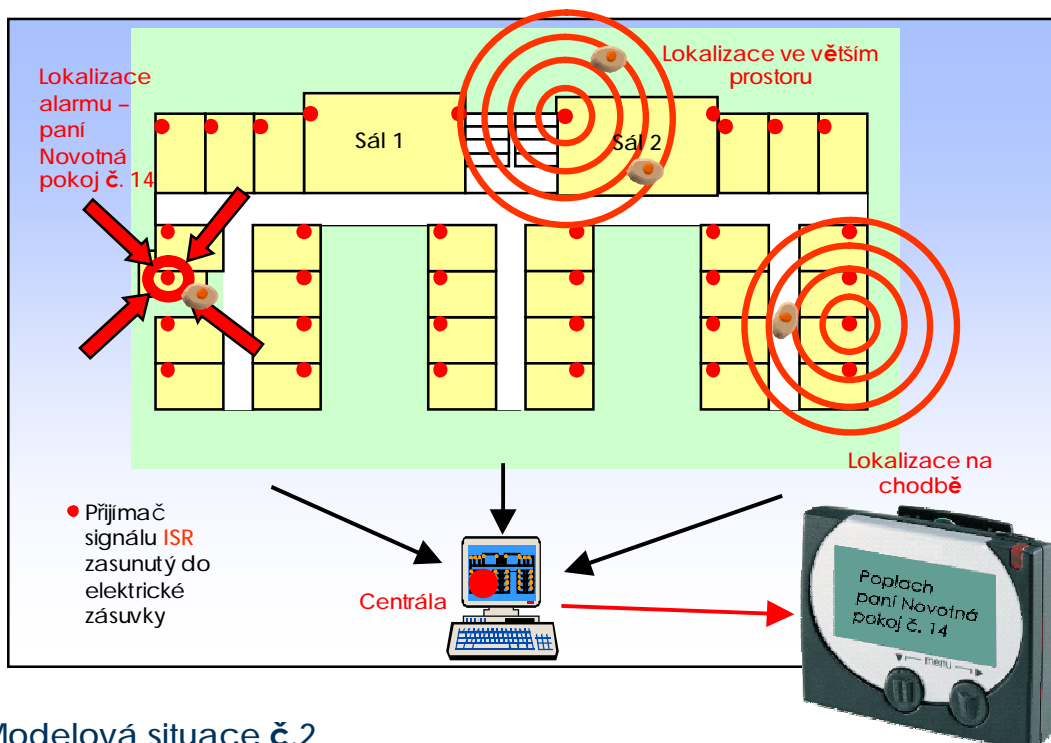 Lokalizace
alarmu –
paní
Novotná
pokoj č. 14
Lokalizace ve větším
prostoru
Sál 1
Sál 2
Lokalizace na
chodbě
Přijímač
signálu ISR
zasunutý do
elektrické
zásuvky
Centrála
Poplach
paní Novotná
pokoj č. 14
menu
Modelová situace č.2